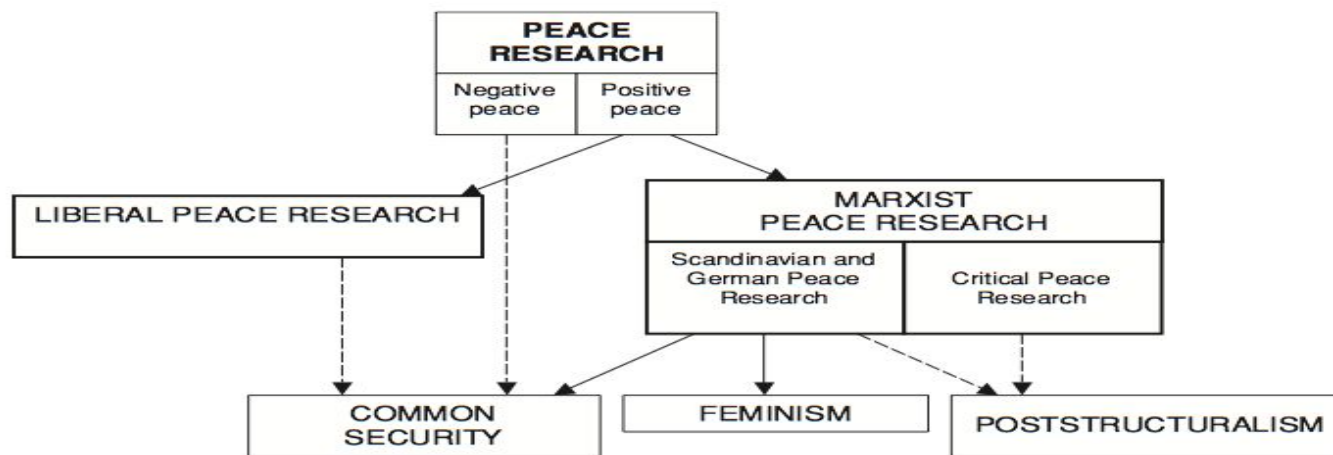 PEACE
RESEARCH
Negative
peace
Positive
peace
LIBERAL PEACE RESEARCH
MARXIST
PEACE RESEARCH
Scandinavian and
German Peace
Research
Critical Peace
Research
COMMON
SECURITY
FEMINISM
POSTSTRUCTURALISM